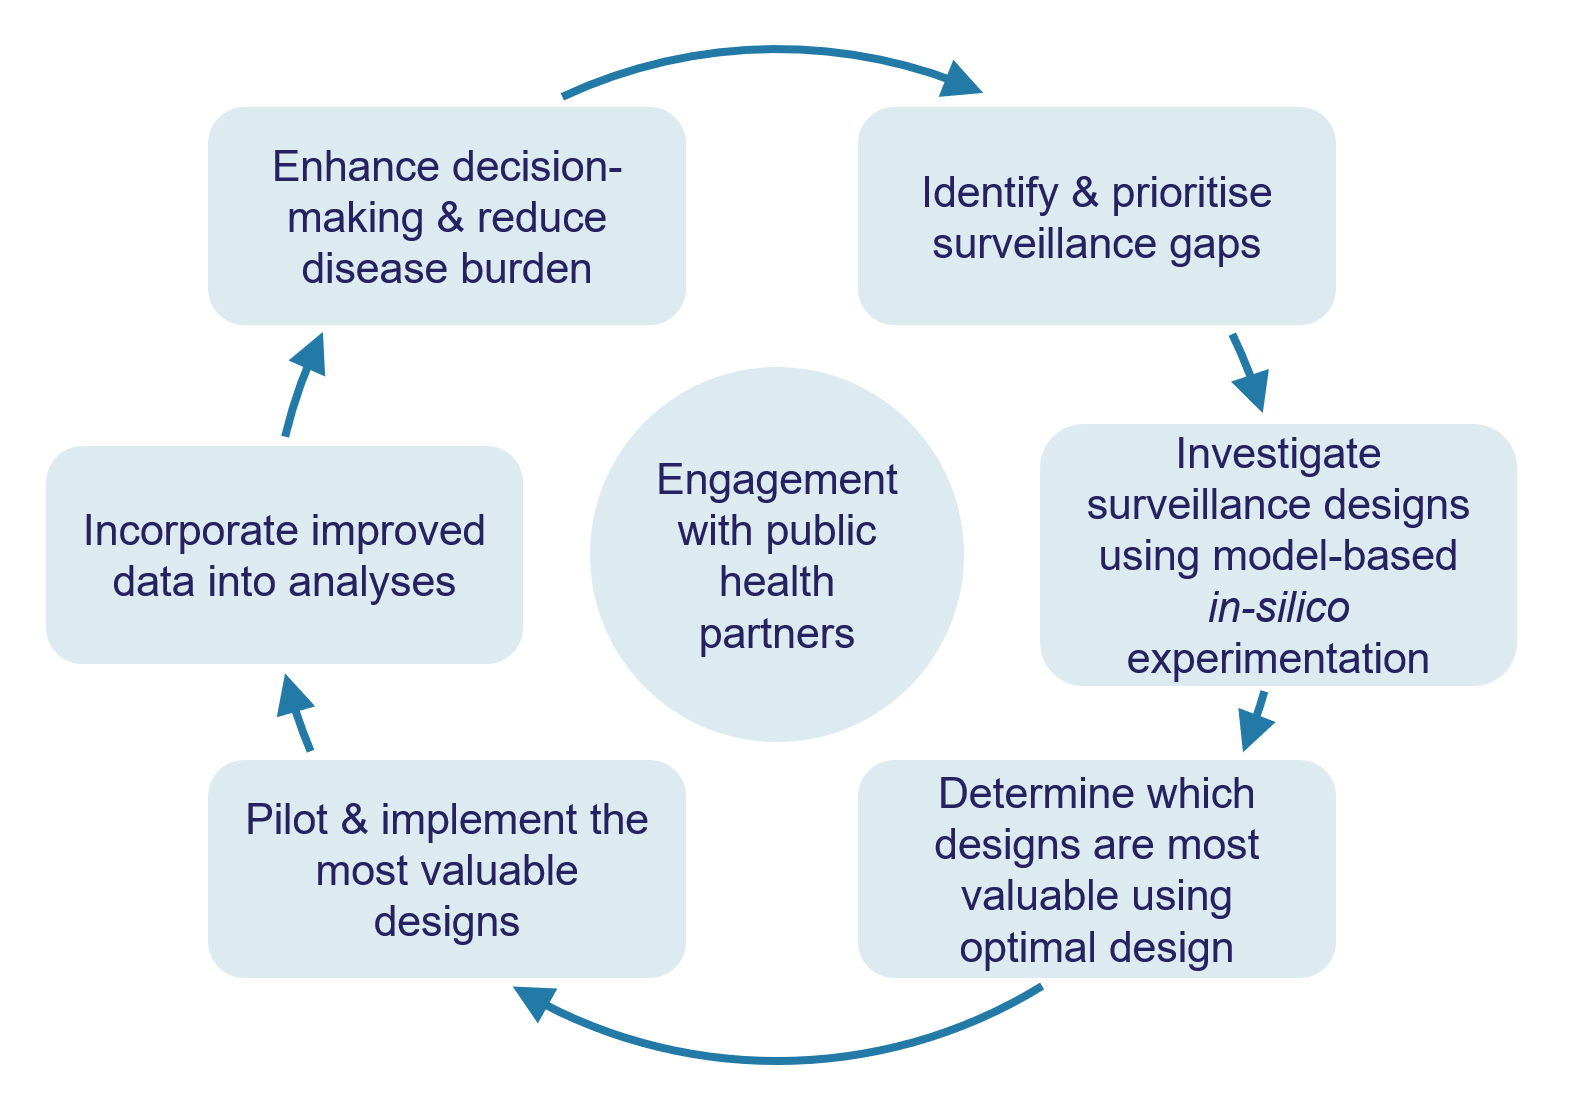 Enhance decision-
making & reduce
disease burden
Identify & prioritise
surveillance gaps
Investigate
surveillance designs
using model-based
in-silico
experimentation
Determine which
designs are most
valuable using
optimal design
Pilot & implement the
most valuable
designs
Incorporate improved
data into analyses
Engagement
with public
health
partners